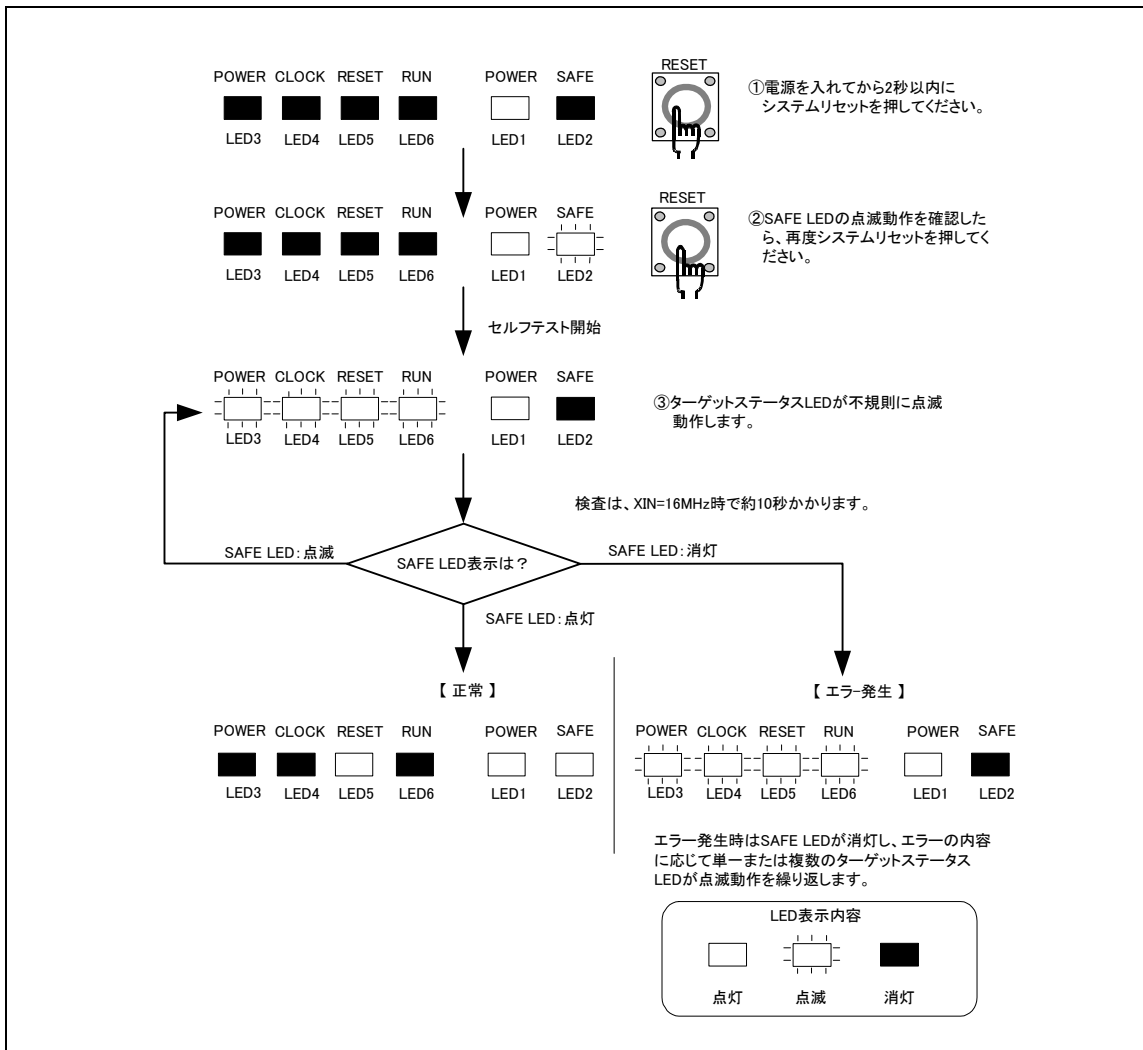 POWER CLOCK RESET RUN POWER SAFE
LED3 LED4 LED5 LED6 LED1 LED2
RESET
①電源を入れてから2秒以内に
システムリセットを押してください。
POWER CLOCK RESET RUN POWER SAFE
LED3 LED4 LED5 LED6 LED1 LED2
RESET
②SAFE LEDの点滅動作を確認した
ら、再度システムリセットを押してく
ださい。
セルフテスト開始
POWER CLOCK RESET RUN POWER SAFE
LED3 LED4 LED5 LED6 LED1 LED2
③ターゲットステータスLEDが不規則に点滅
動作します。
検査は、XIN=16MHz時で約10秒かかります。
SAFE LED:点滅
SAFE LED表示は?
SAFE LED:消灯
SAFE LED:点灯
【 正常 】
POWER CLOCK RESET RUN POWER SAFE
LED3 LED4 LED5 LED6 LED1 LED2
【 エラー発生 】
POWER CLOCK RESET RUN POWER SAFE
LED3 LED4 LED5 LED6 LED1 LED2
エラー発生時はSAFE LEDが消灯し、エラーの内容
に応じて単一または複数のターゲットステータス
LEDが点滅動作を繰り返します。
LED表示内容
点灯 点滅 消灯